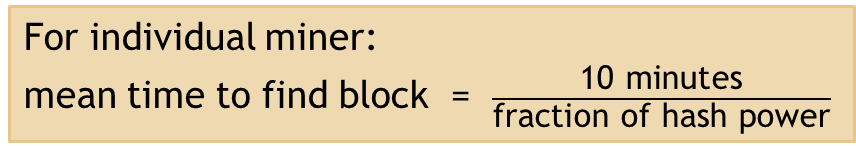 For individual miner:
mean time to find block = 10 minutes
fraction of hash power